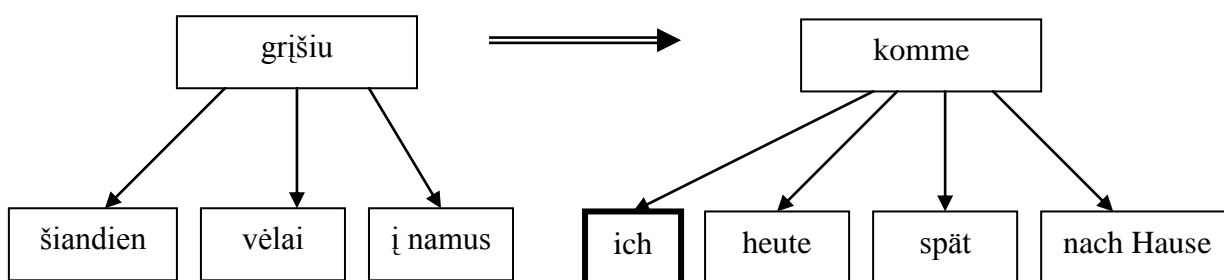 grįšiu
komme
šiandien
vėlai
į namus
ich
heute
spät
nach Hause